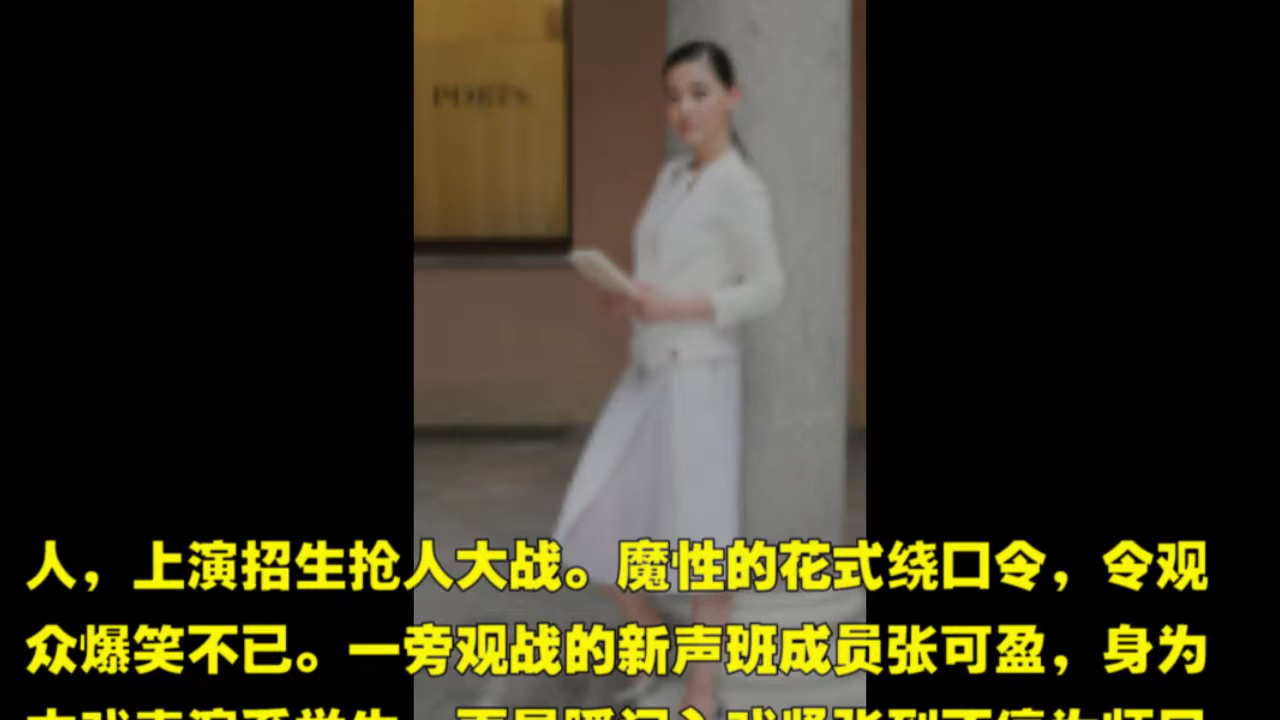 PORTS
人，上演招生抢人大战。魔性的花式绕口令，令观
众爆笑不已。一旁观战的新声班成员张可盈，身为